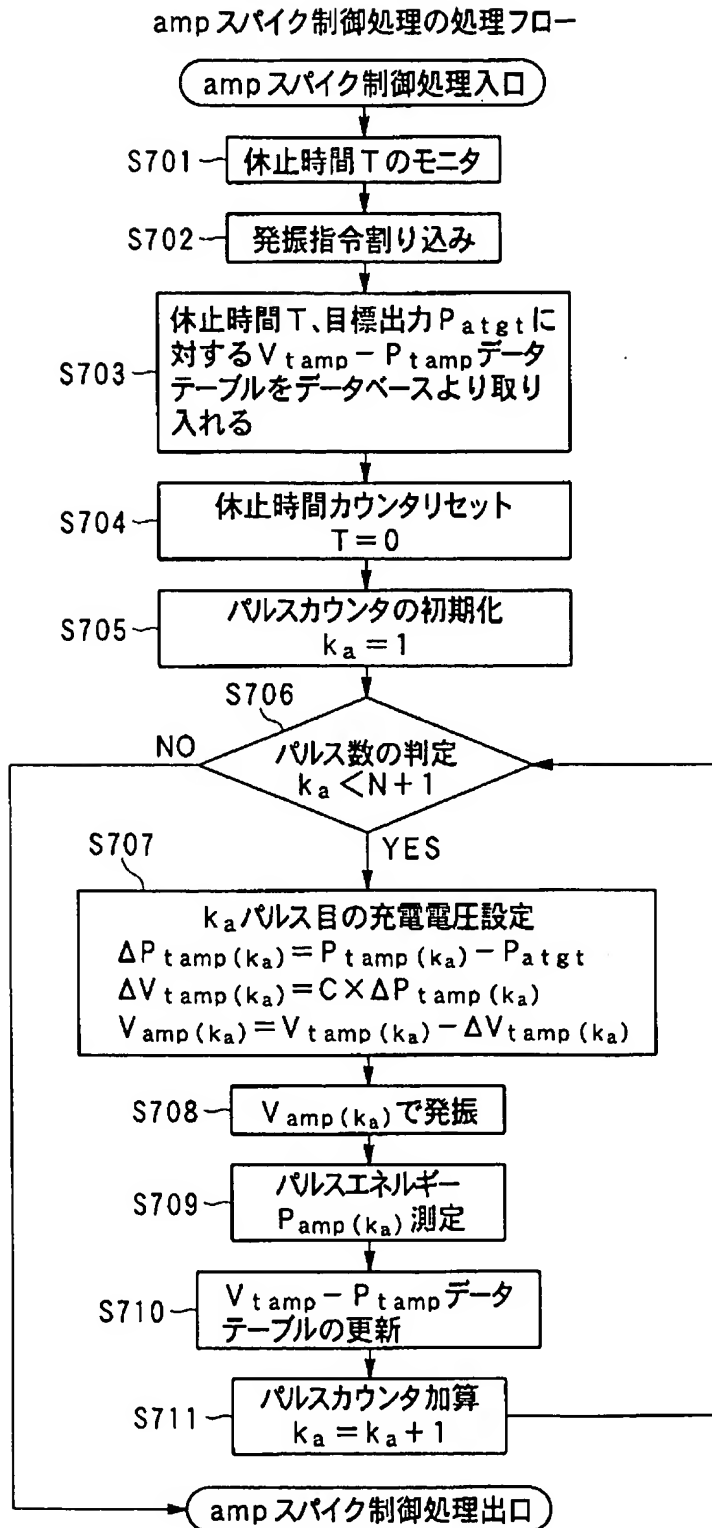 ampスパイク制御処理の処理フロー
ampスパイク制御処理入口
S701
休止時間Tのモニタ
S702
発振指令割り込み
S703
休止時間T、目標出力Patgtに
対するVtamp－Ptampデータ
テーブルをデータベースより取り
入れる
S704
休止時間カウンタリセット
T＝0
S705
パルスカウンタの初期化
ka＝1
S706
NO
パルス数の判定
ka＜N＋1
YES
S707
kaパルス目の充電電圧設定
ΔPtamp(ka)＝Ptamp(ka)－Patgt
ΔVtamp(ka)＝C×ΔPtamp(ka)
Vamp(ka)＝Vtamp(ka)－ΔVtamp(ka)
S708
Vamp(ka)で発振
S709
パルスエネルギー
Pamp(ka)測定
S710
Vtamp－Ptampデータ
テーブルの更新
S711
パルスカウンタ加算
ka＝ka＋1
ampスパイク制御処理出口